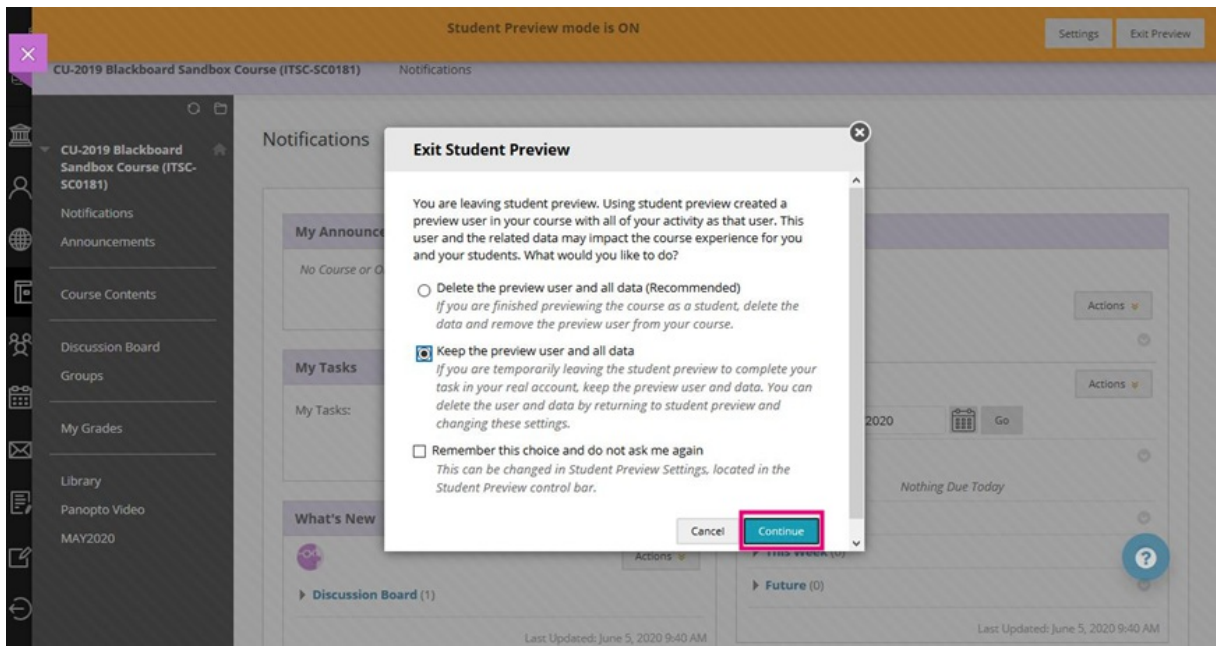 Student Preview mode is ON
Settings
Exit Preview
CU-2019 Blackboard Sandbox Course (ITSC-SC0181)
Notifications
CU-2019 Blackboard
Sandbox Course (ITSC-
SC0181)
Notifications
Announcements
Course Contents
Discussion Board
Groups
My Grades
Library
Panopto Video
MAY2020
Notifications
My Announce
No Course or O
My Tasks
My Tasks:
What's New
Actions
Discussion Board (1)
Last Updated: June 5, 2020 9:40 AM
Exit Student Preview
You are leaving student preview. Using student preview created a
preview user in your course with all of your activity as that user. This
user and the related data may impact the course experience for you
and your students. What would you like to do?
Delete the preview user and all data (Recommended)
If you are finished previewing the course as a student, delete the
data and remove the preview user from your course.
Keep the preview user and all data
If you are temporarily leaving the student preview to complete your
task in your real account, keep the preview user and data. You can
delete the user and data by returning to student preview and
changing these settings.
Remember this choice and do not ask me again
This can be changed in Student Preview Settings, located in the
Student Preview control bar.
Cancel
Continue
Actions
Actions
2020
Go
Nothing Due Today
This Week (0)
Future (0)
Last Updated: June 5, 2020 9:40 AM
?